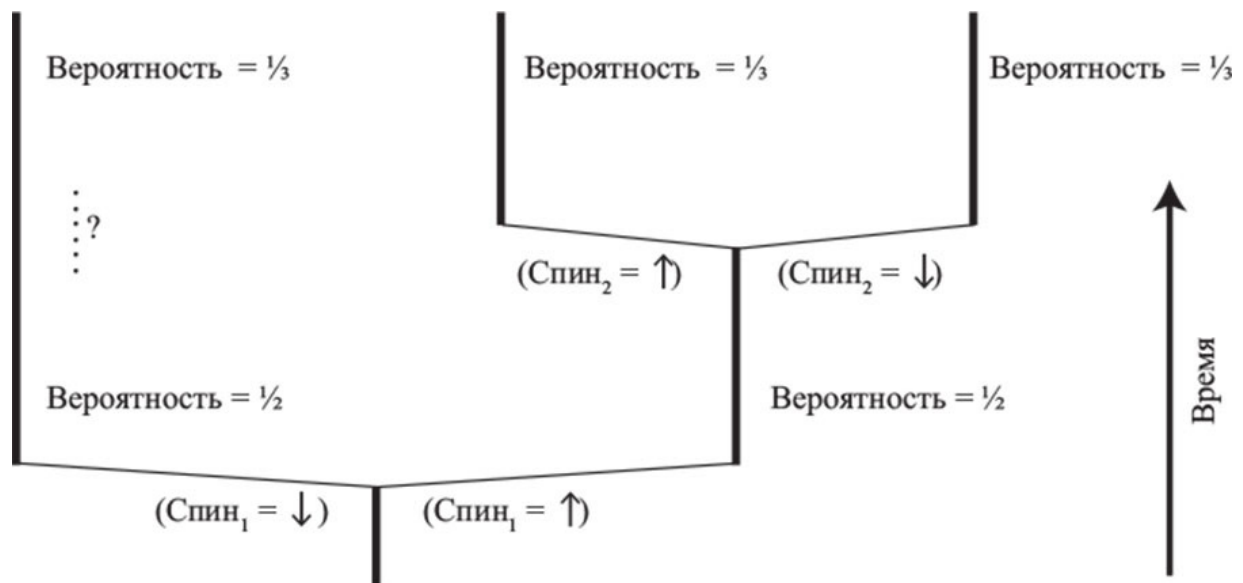 Вероятность = ⅓
Вероятность = ⅓
Вероятность = ⅓
?
(Спин₂ = ↑)
(Спин₂ = ↓)
Вероятность = ½
Вероятность = ½
(Спин₁ = ↓)
(Спин₁ = ↑)
Время